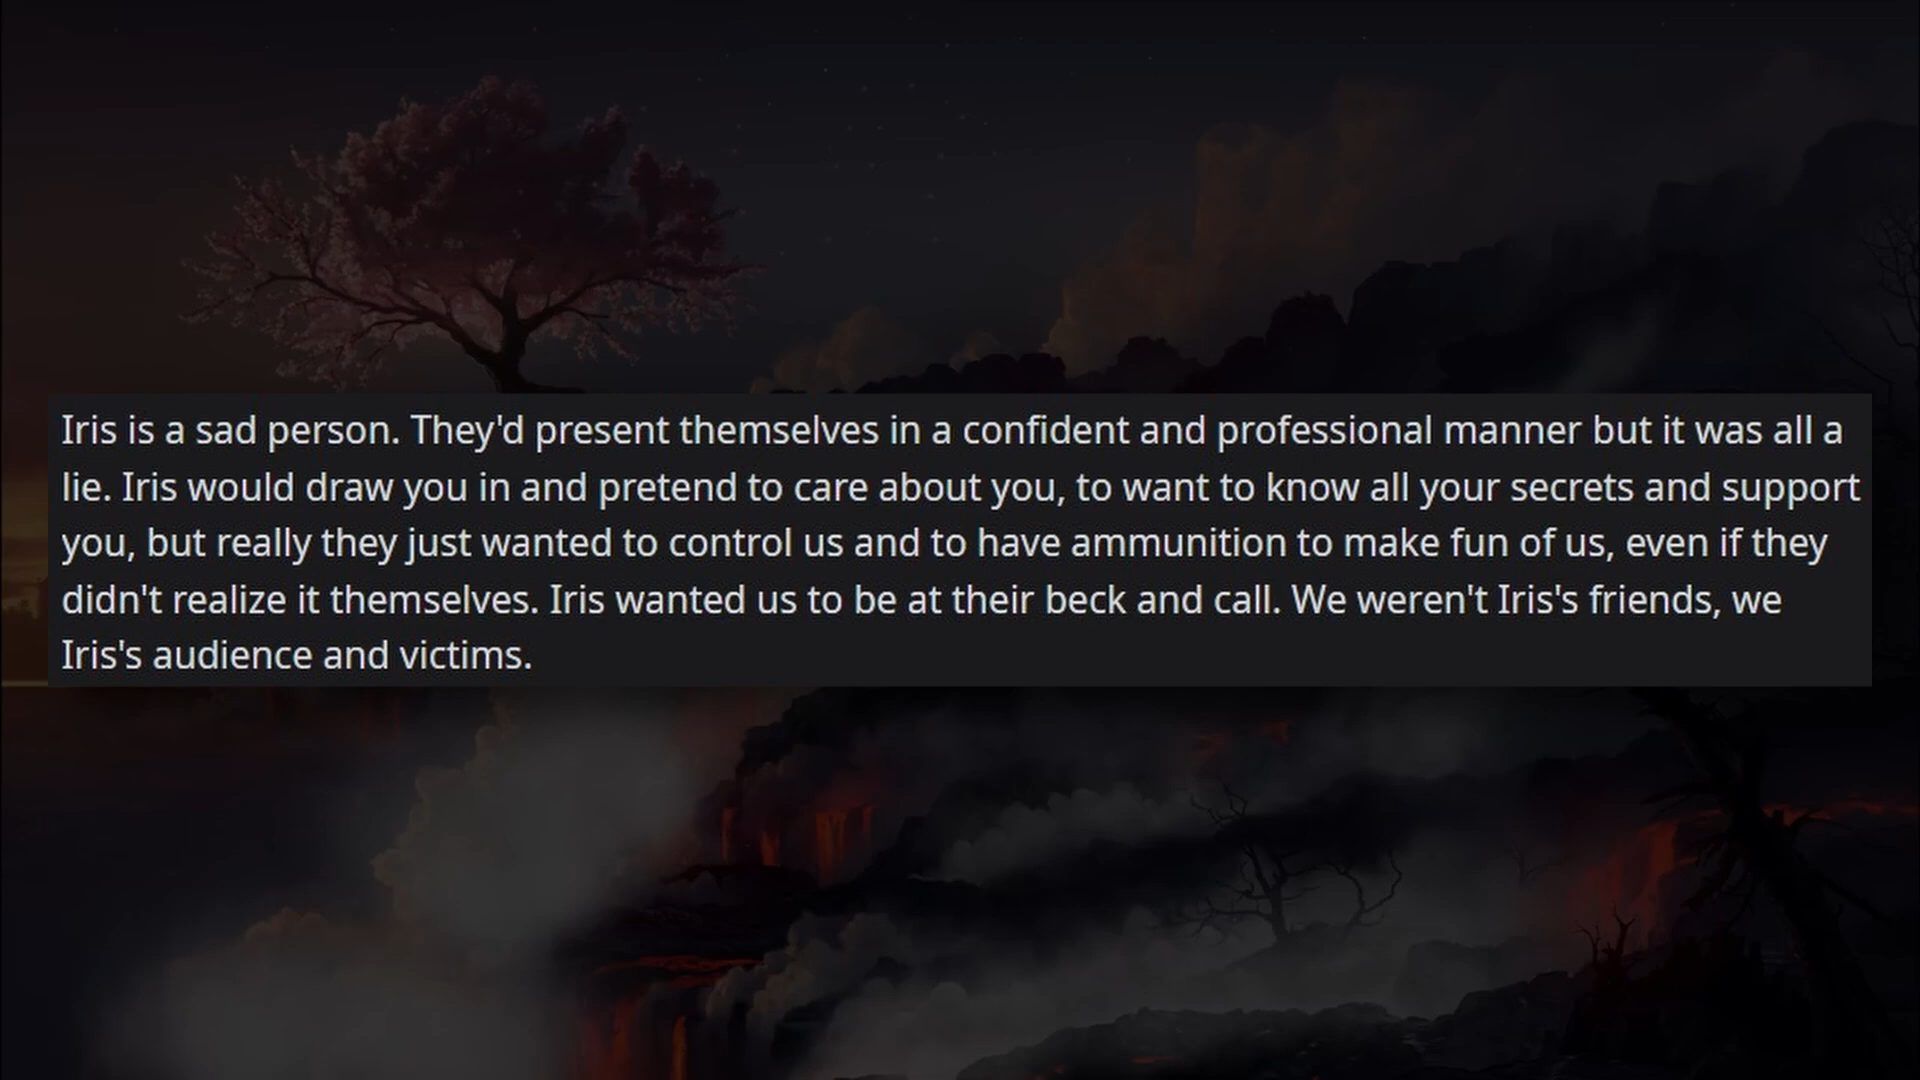 Iris is a sad person. They'd present themselves in a confident and professional manner but it was all a
lie. Iris would draw you in and pretend to care about you, to want to know all your secrets and support
you, but really they just wanted to control us and to have ammunition to make fun of us, even if they
didn't realize it themselves. Iris wanted us to be at their beck and call. We weren't Iris's friends, we
Iris's audience and victims.